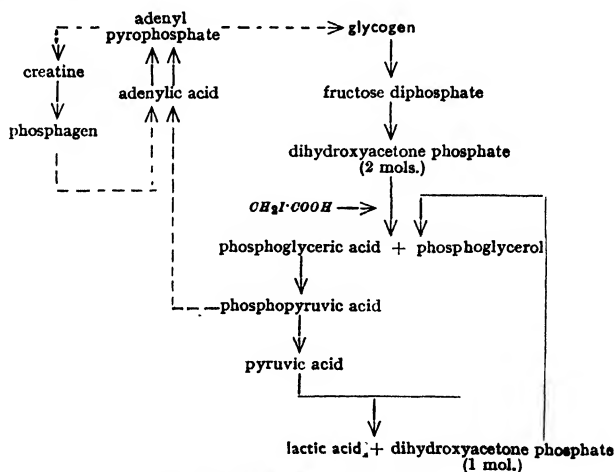 adenyl
pyrophosphate
glycogen
creatine
adenylic acid
fructose diphosphate
phosphagen
dihydroxyacetone phosphate
(2 mols.)
CH₂I·COOH
phosphoglyceric acid + phosphoglycerol
phosphopyruvic acid
pyruvic acid
lactic acid + dihydroxyacetone phosphate
(1 mol.)